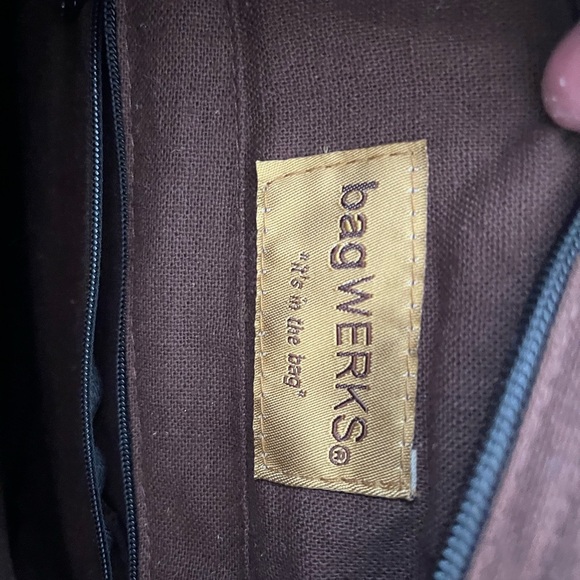 bagWERKS®
"it's in the bag"